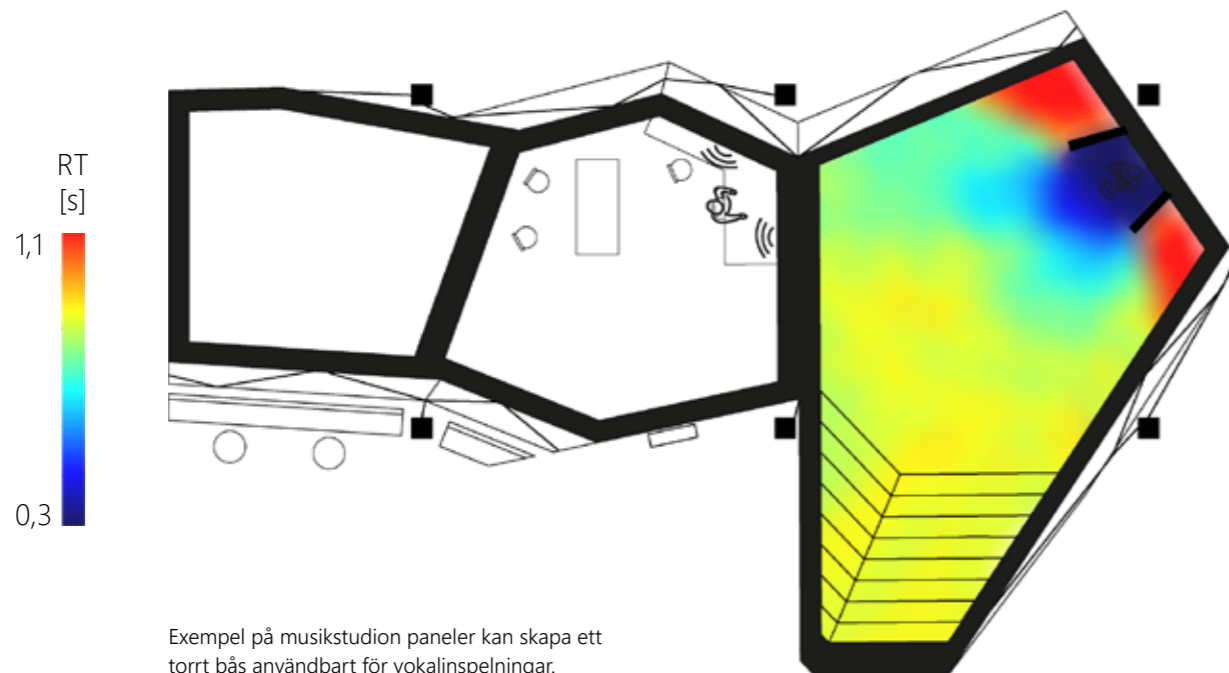 RT
[s]
1,1
0,3
Exempel på musikstudion paneler kan skapa ett
torrt bås användbart för vokalinspelningar.